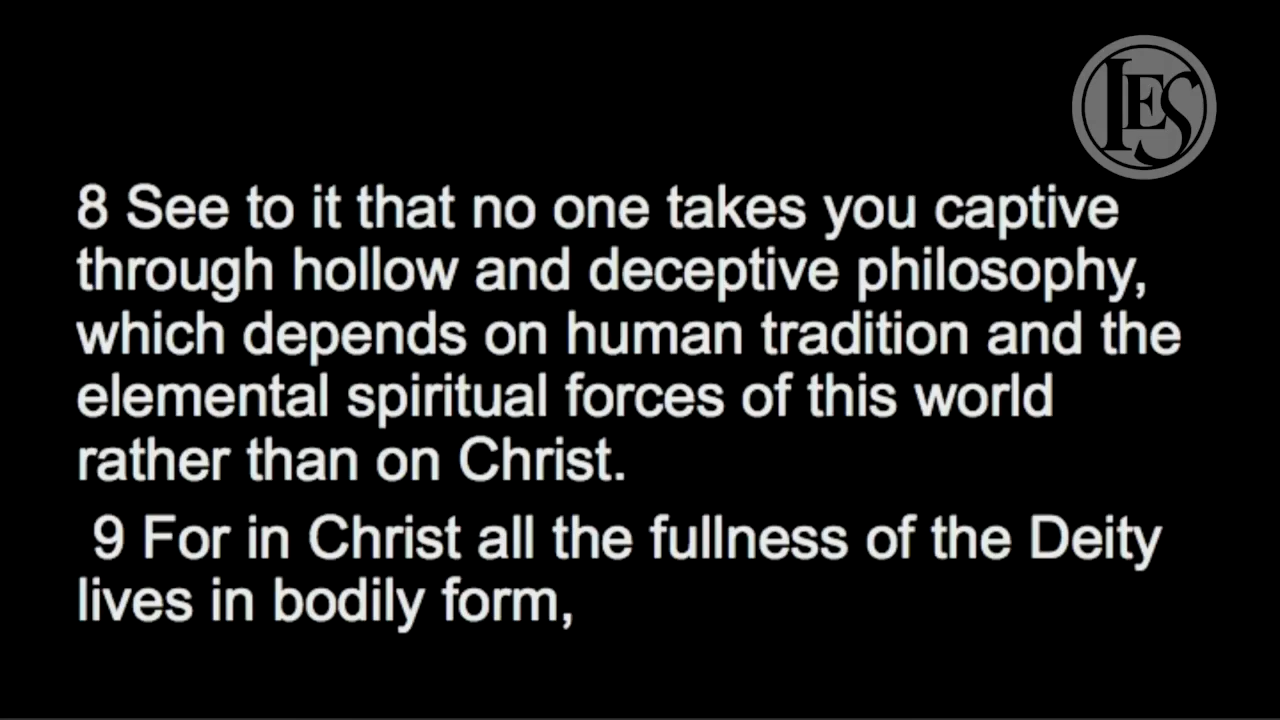 IES
8 See to it that no one takes you captive
through hollow and deceptive philosophy,
which depends on human tradition and the
elemental spiritual forces of this world
rather than on Christ.
9 For in Christ all the fullness of the Deity
lives in bodily form,